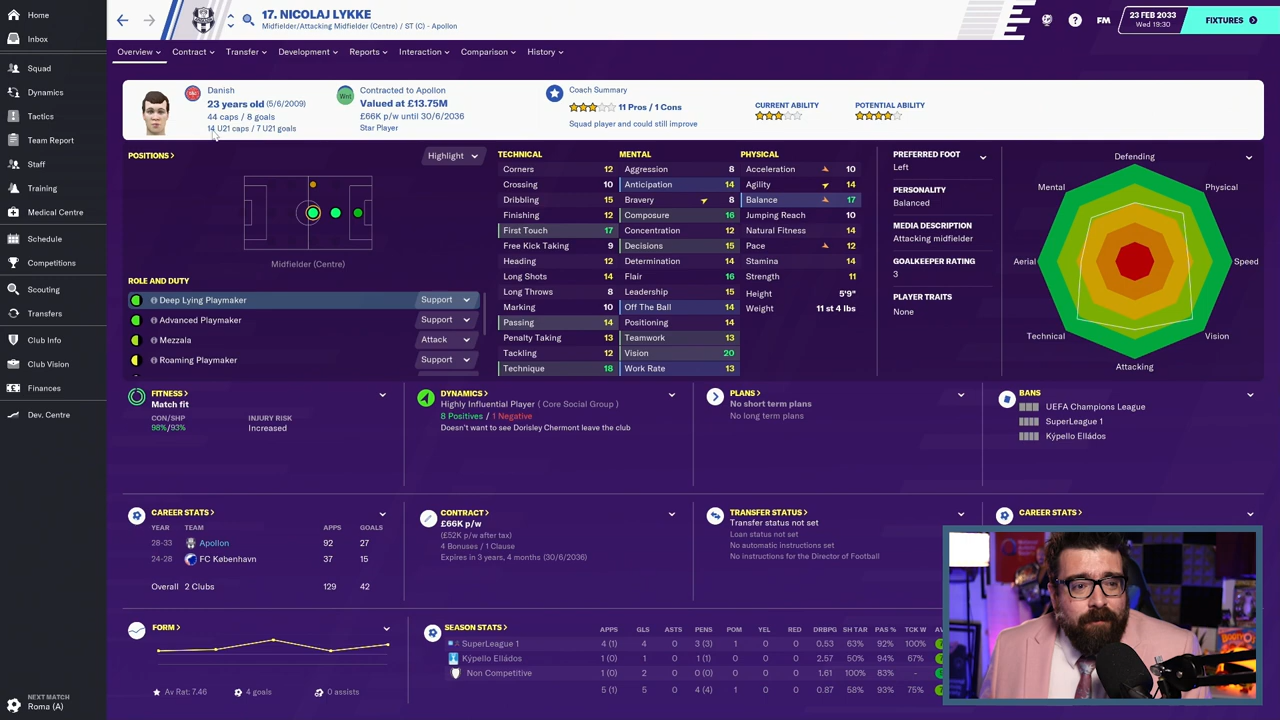 Home
Inbox
Squad
Dynamics
Tactics
Team Report
Staff
Training
Medical Centre
Schedule
Competitions
Scouting
Transfers
Club Info
Club Vision
Finances
Dev. Centre
NEXT MATCH
17. NICOLAJ LYKKE
Midfielder/Attacking Midfielder (Centre) / ST (C) - Apollon
FM
23 FEB 2033
Wed 19:30
FIXTURES
Overview
Contract
Transfer
Development
Reports
Interaction
Comparison
History
Danish
23 years old (5/6/2009)
44 caps / 8 goals
14 U21 caps / 7 U21 goals
Wnt
Contracted to Apollon
Valued at £13.75M
£66K p/w until 30/6/2036
Star Player
Coach Summary
11 Pros / 1 Cons
Squad player and could still improve
CURRENT ABILITY
POTENTIAL ABILITY
POSITIONS
Highlight
Midfielder (Centre)
ROLE AND DUTY
Deep Lying Playmaker Support
Advanced Playmaker Support
Mezzala Attack
Roaming Playmaker Support
TECHNICAL
Corners 12
Crossing 10
Dribbling 15
Finishing 12
First Touch 17
Free Kick Taking 9
Heading 12
Long Shots 14
Long Throws 8
Marking 10
Passing 14
Penalty Taking 13
Tackling 12
Technique 18
MENTAL
Aggression 8
Anticipation 14
Bravery 8
Composure 16
Concentration 12
Decisions 15
Determination 14
Flair 16
Leadership 15
Off The Ball 14
Positioning 14
Teamwork 13
Vision 20
Work Rate 13
PHYSICAL
Acceleration 10
Agility 14
Balance 17
Jumping Reach 10
Natural Fitness 14
Pace 12
Stamina 14
Strength 11
Height 5'9"
Weight 11 st 4 lbs
PREFERRED FOOT
Left
PERSONALITY
Balanced
MEDIA DESCRIPTION
Attacking midfielder
GOALKEEPER RATING
3
PLAYER TRAITS
None
Defending
Mental
Physical
Aerial
Speed
Technical
Vision
Attacking
FITNESS
Match fit
CON/SHP
98%/93%
INJURY RISK
Increased
DYNAMICS
Highly Influential Player ( Core Social Group )
8 Positives / 1 Negative
Doesn't want to see Dorisley Chermont leave the club
PLANS
No short term plans
No long term plans
BANS
UEFA Champions League
SuperLeague 1
Kýpello Elládos
CAREER STATS
YEAR TEAM APPS GOALS
28-33 Apollon 92 27
24-28 FC København 37 15
Overall 2 Clubs 129 42
CONTRACT
£66K p/w
(£52K p/w after tax)
4 Bonuses / 1 Clause
Expires in 3 years, 4 months (30/6/2036)
TRANSFER STATUS
Transfer status not set
Loan status not set
No automatic instructions set
No instructions for the Director of Football
CAREER STATS
FORM
Av Rat: 7.46
4 goals
0 assists
SEASON STATS
APPS GLS ASTS PENS POM YEL RED DRBPG SH TAR PAS % TCK W
SuperLeague 1 4 (1) 4 0 3 (3) 1 0 0 0.53 63% 92% 100%
Kýpello Elládos 1 (0) 1 0 1 (1) 0 0 0 2.57 50% 94% 67%
Non Competitive 1 (0) 2 0 0 (0) 0 0 0 1.61 100% 83% -
5 (1) 5 0 4 (4) 1 0 0 0.87 58% 93% 75%